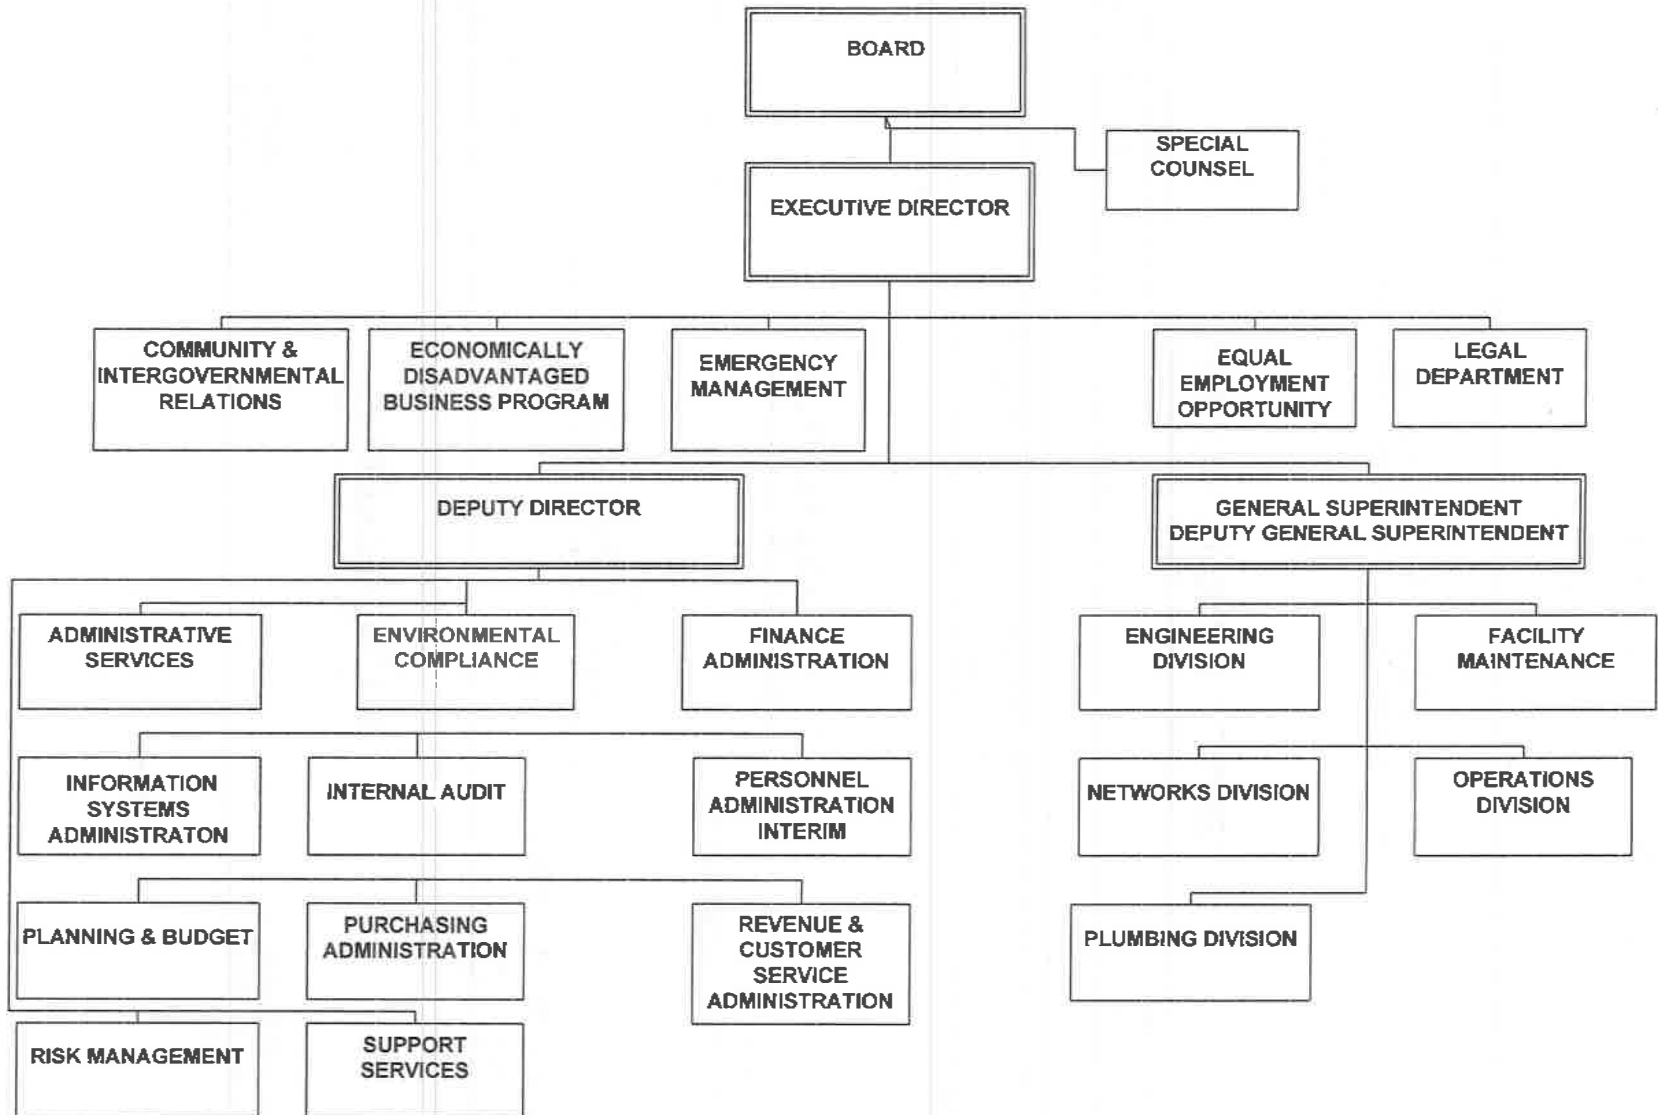 BOARD
SPECIAL
COUNSEL
EXECUTIVE DIRECTOR
COMMUNITY &
INTERGOVERNMENTAL
RELATIONS
ECONOMICALLY
DISADVANTAGED
BUSINESS PROGRAM
EMERGENCY
MANAGEMENT
EQUAL
EMPLOYMENT
OPPORTUNITY
LEGAL
DEPARTMENT
DEPUTY DIRECTOR
GENERAL SUPERINTENDENT
DEPUTY GENERAL SUPERINTENDENT
ADMINISTRATIVE
SERVICES
ENVIRONMENTAL
COMPLIANCE
FINANCE
ADMINISTRATION
ENGINEERING
DIVISION
FACILITY
MAINTENANCE
INFORMATION
SYSTEMS
ADMINISTRATON
INTERNAL AUDIT
PERSONNEL
ADMINISTRATION
INTERIM
NETWORKS DIVISION
OPERATIONS
DIVISION
PLANNING & BUDGET
PURCHASING
ADMINISTRATION
REVENUE &
CUSTOMER
SERVICE
ADMINISTRATION
PLUMBING DIVISION
RISK MANAGEMENT
SUPPORT
SERVICES